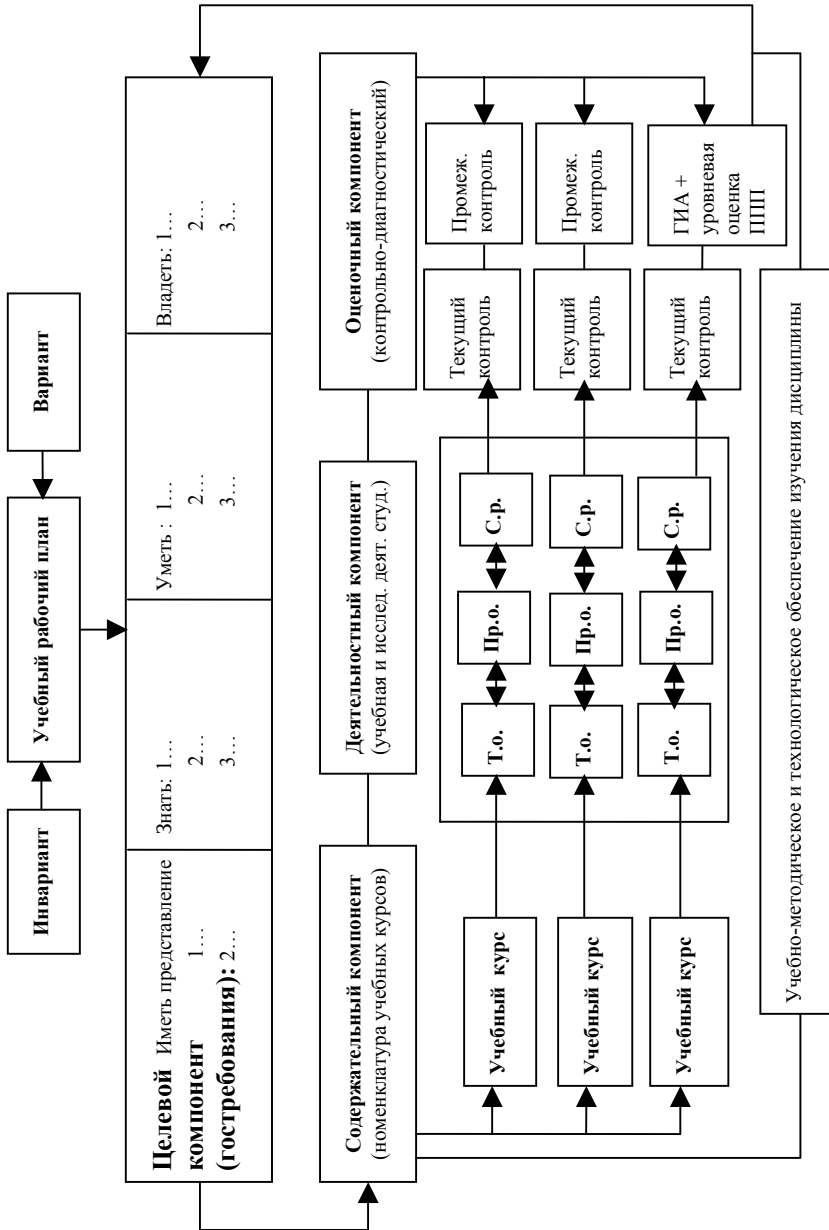 Инвариант
Учебный рабочий план
Вариант
Целевой Иметь представление
компонент 1…
(гостребования): 2…
Знать: 1…
2…
3…
Уметь : 1…
2…
3…
Владеть: 1…
2…
3…
Содержательный компонент
(номенклатура учебных курсов)
Деятельностный компонент
(учебная и исслед. деят. студ.)
Оценочный компонент
(контрольно-диагностический)
Учебный курс
Т.о.
Пр.о.
С.р.
Текущий
контроль
Промеж.
контроль
Учебный курс
Т.о.
Пр.о.
С.р.
Текущий
контроль
Промеж.
контроль
Учебный курс
Т.о.
Пр.о.
С.р.
Текущий
контроль
ГИА +
уровневая
оценка
ППП
Учебно-методическое и технологическое обеспечение изучения дисциплины